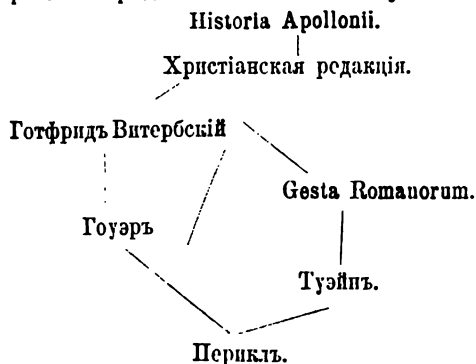 Historia Apollonii.
Христіанская редакція.
Готфридъ Витербскій
Gesta Romanorum.
Гоуэръ
Туэйнъ.
Периклъ.